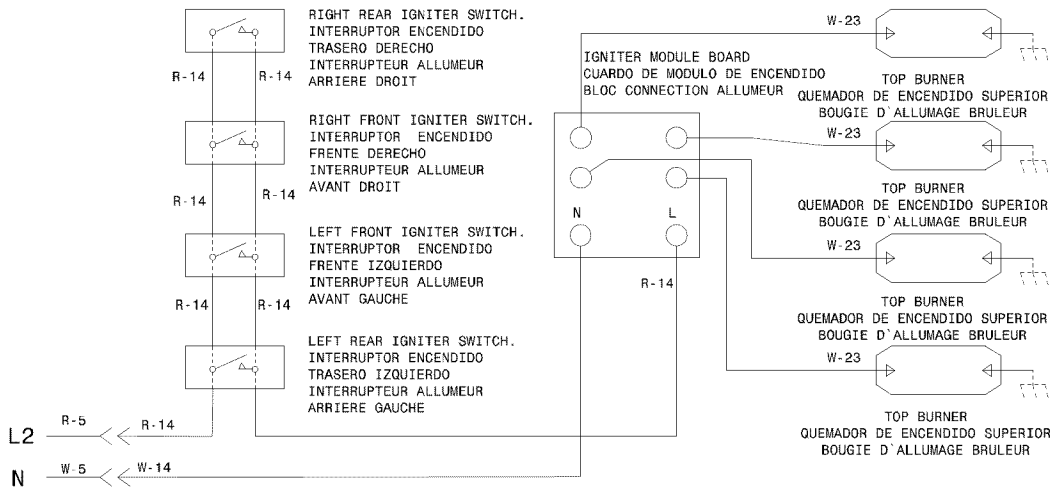 RIGHT REAR IGNITER SWITCH.
INTERRUPTOR ENCENDIDO
TRASERO DERECHO
INTERRUPTEUR ALLUMEUR
ARRIERE DROIT
R-14
R-14
RIGHT FRONT IGNITER SWITCH.
INTERRUPTOR ENCENDIDO
FRENTE DERECHO
INTERRUPTEUR ALLUMEUR
AVANT DROIT
R-14
R-14
LEFT FRONT IGNITER SWITCH.
INTERRUPTOR ENCENDIDO
FRENTE IZQUIERDO
INTERRUPTEUR ALLUMEUR
AVANT GAUCHE
R-14
R-14
LEFT REAR IGNITER SWITCH.
INTERRUPTOR ENCENDIDO
TRASERO IZQUIERDO
INTERRUPTEUR ALLUMEUR
ARRIERE GAUCHE
L2
R-5
R-14
N
W-5
W-14
IGNITER MODULE BOARD
CUARDO DE MODULO DE ENCENDIDO
BLOC CONNECTION ALLUMEUR
N
L
R-14
W-23
TOP BURNER
QUEMADOR DE ENCENDIDO SUPERIOR
BOUGIE D`ALLUMAGE BRULEUR
W-23
TOP BURNER
QUEMADOR DE ENCENDIDO SUPERIOR
BOUGIE D`ALLUMAGE BRULEUR
W-23
TOP BURNER
QUEMADOR DE ENCENDIDO SUPERIOR
BOUGIE D`ALLUMAGE BRULEUR
W-23
TOP BURNER
QUEMADOR DE ENCENDIDO SUPERIOR
BOUGIE D`ALLUMAGE BRULEUR